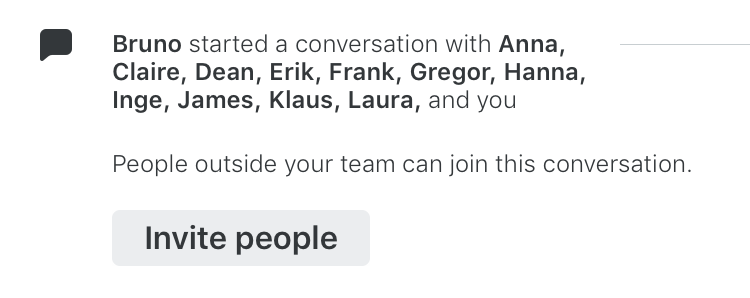 Bruno started a conversation with Anna,
Claire, Dean, Erik, Frank, Gregor, Hanna,
Inge, James, Klaus, Laura, and you
People outside your team can join this conversation.
Invite people